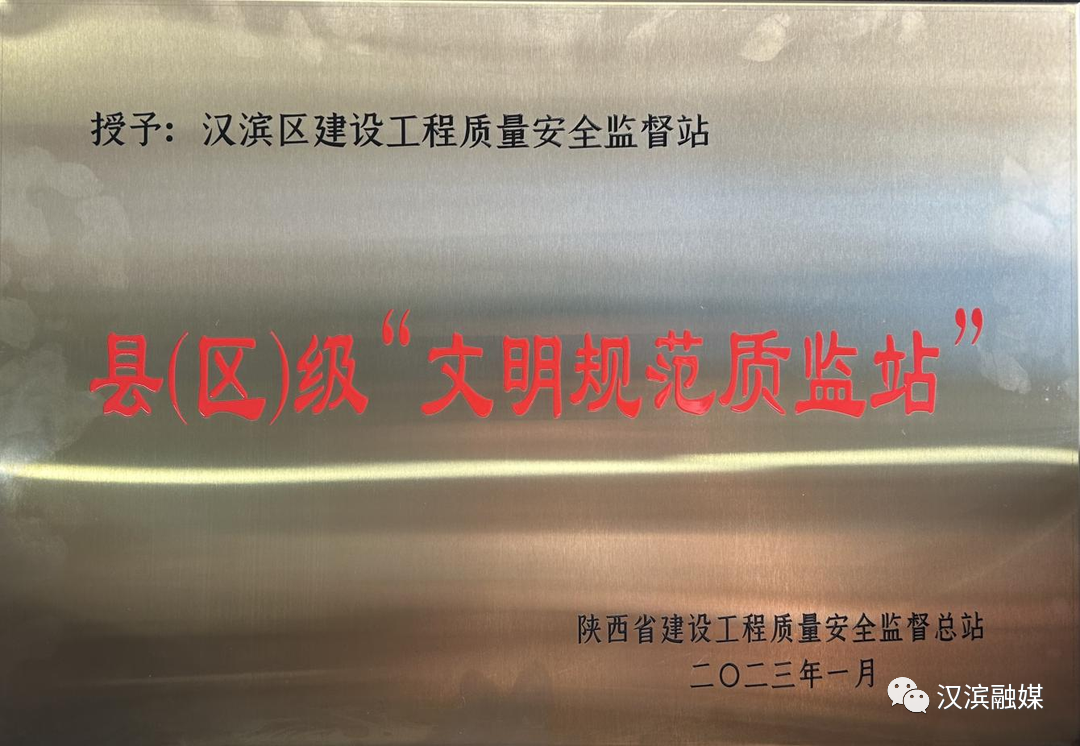 授予：汉滨区建设工程质量安全监督站
县(区)级“文明规范质监站”
陕西省建设工程质量安全监督总站
二〇二三年一月
汉滨融媒